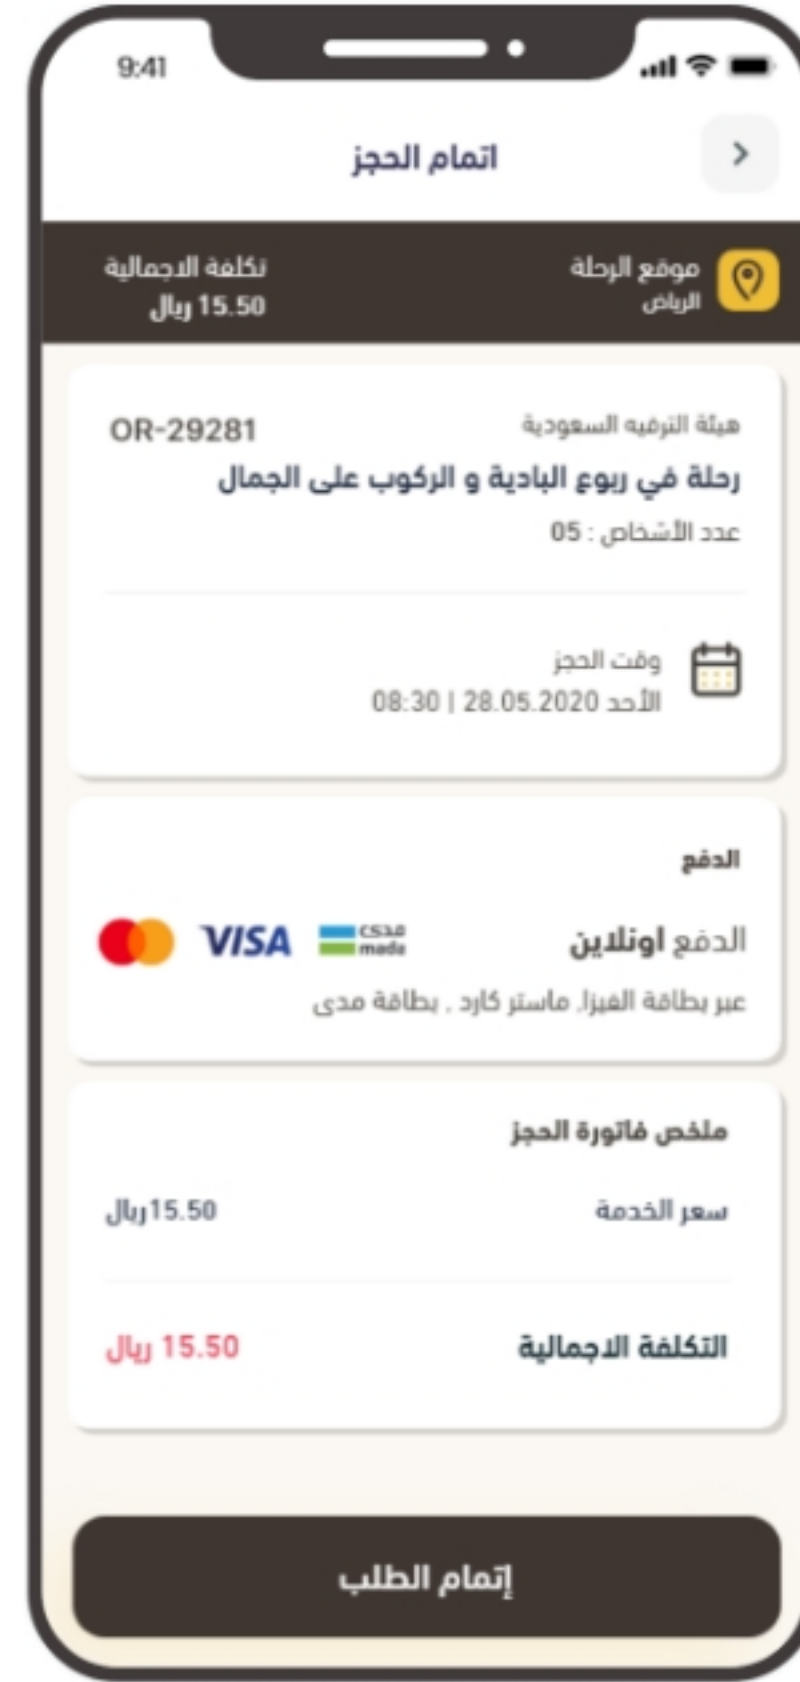 9:41
اتمام الحجز
موقع الرحلة
الرياض
تكلفة الاجمالية
15.50 ريال
هيئة الترفيه السعودية
OR-29281
رحلة في ربوع البادية و الركوب على الجمال
عدد الأشخاص : 05
وقت الحجز
الأحد 28.05.2020 | 08:30
الدفع
الدفع اونلاين
مدى
mada
VISA
عبر بطاقة الفيزا, ماستر كارد , بطاقة مدى
ملخص فاتورة الحجز
سعر الخدمة
15.50ريال
التكلفة الاجمالية
15.50 ريال
إتمام الطلب